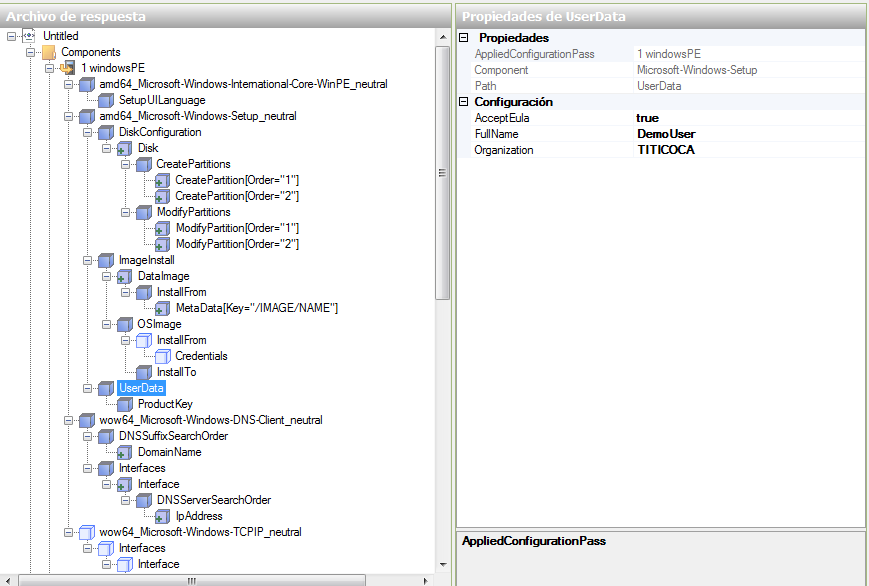 Archivo de respuesta
Untitled
Components
1 windowsPE
amd64_Microsoft-Windows-International-Core-WinPE_neutral
SetupUILanguage
amd64_Microsoft-Windows-Setup_neutral
DiskConfiguration
Disk
CreatePartitions
CreatePartition[Order="1"]
CreatePartition[Order="2"]
ModifyPartitions
ModifyPartition[Order="1"]
ModifyPartition[Order="2"]
ImageInstall
DataImage
InstallFrom
MetaData[Key="/IMAGE/NAME"]
OSImage
InstallFrom
Credentials
InstallTo
UserData
ProductKey
wow64_Microsoft-Windows-DNS-Client_neutral
DNSSuffixSearchOrder
DomainName
Interfaces
Interface
DNSServerSearchOrder
IpAddress
wow64_Microsoft-Windows-TCPIP_neutral
Interfaces
Interface
Propiedades de UserData
Propiedades
AppliedConfigurationPass 1 windowsPE
Component Microsoft-Windows-Setup
Path UserData
Configuración
AcceptEula true
FullName DemoUser
Organization TITICOCA
AppliedConfigurationPass